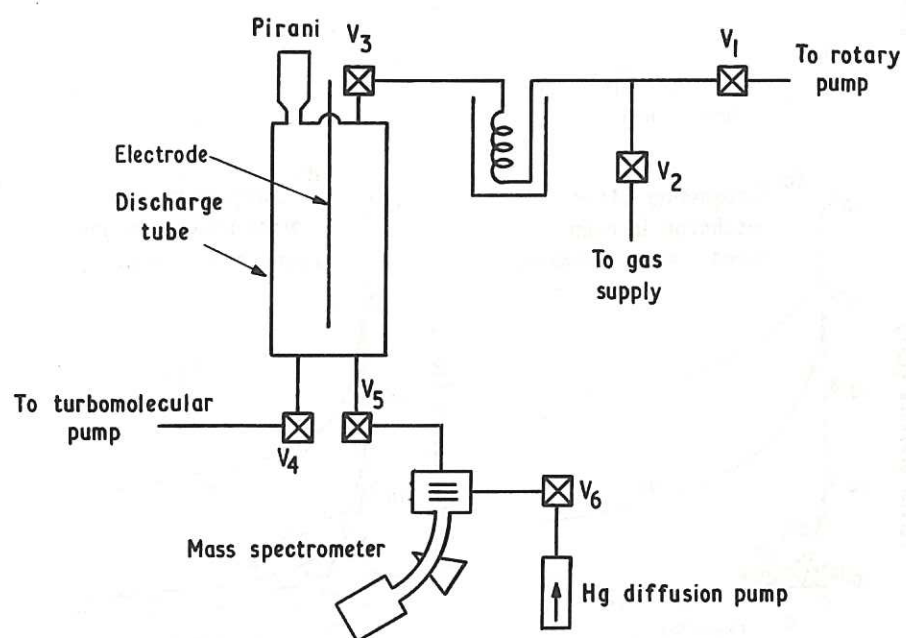 Pirani
V3
V1
To rotary
pump
Electrode
V2
Discharge
tube
To gas
supply
V5
To turbomolecular
pump
V4
V6
Mass spectrometer
Hg diffusion pump